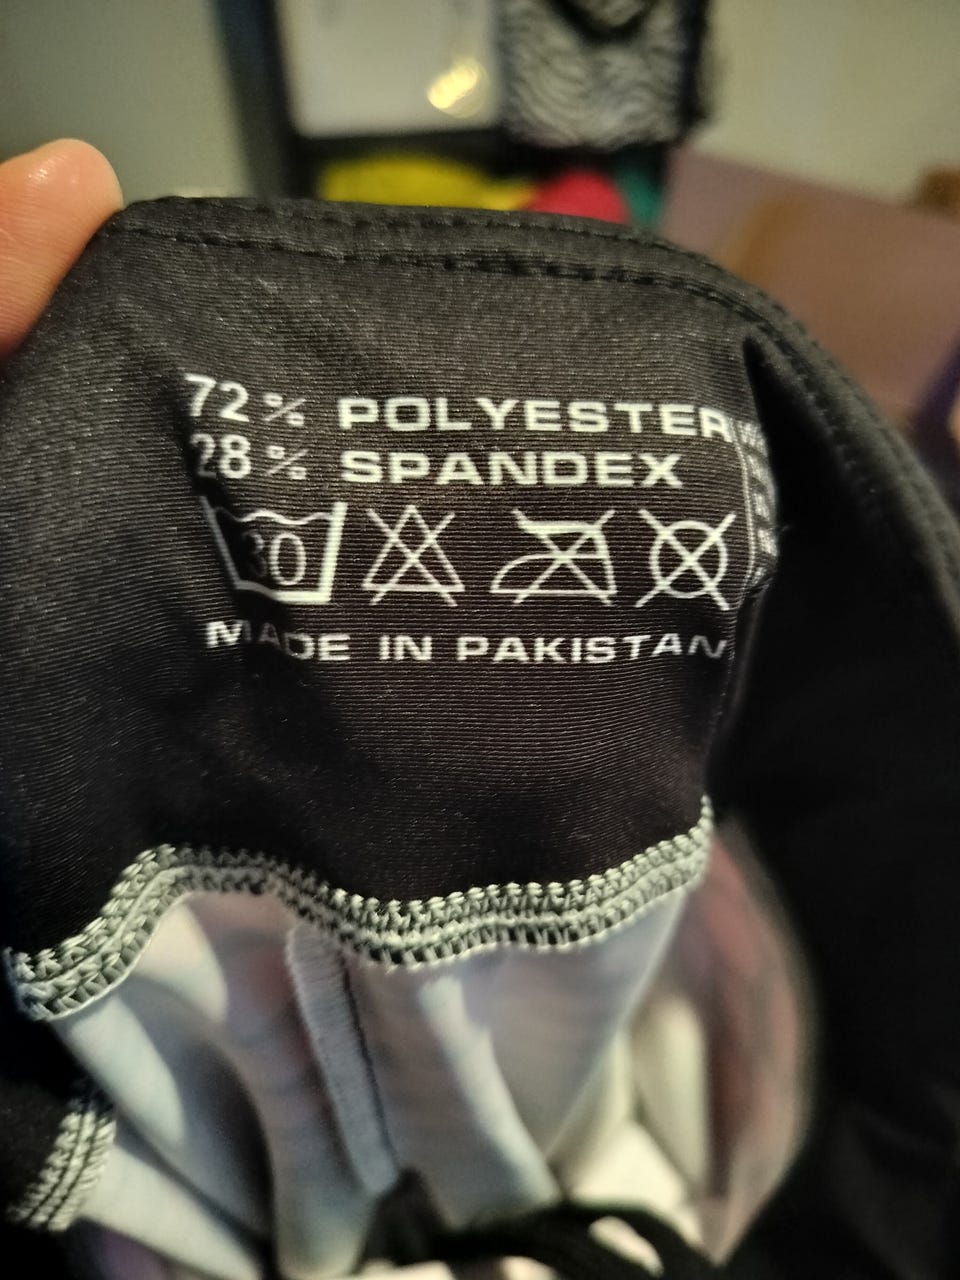 72% POLYESTER
28% SPANDEX
30
MADE IN PAKISTAN